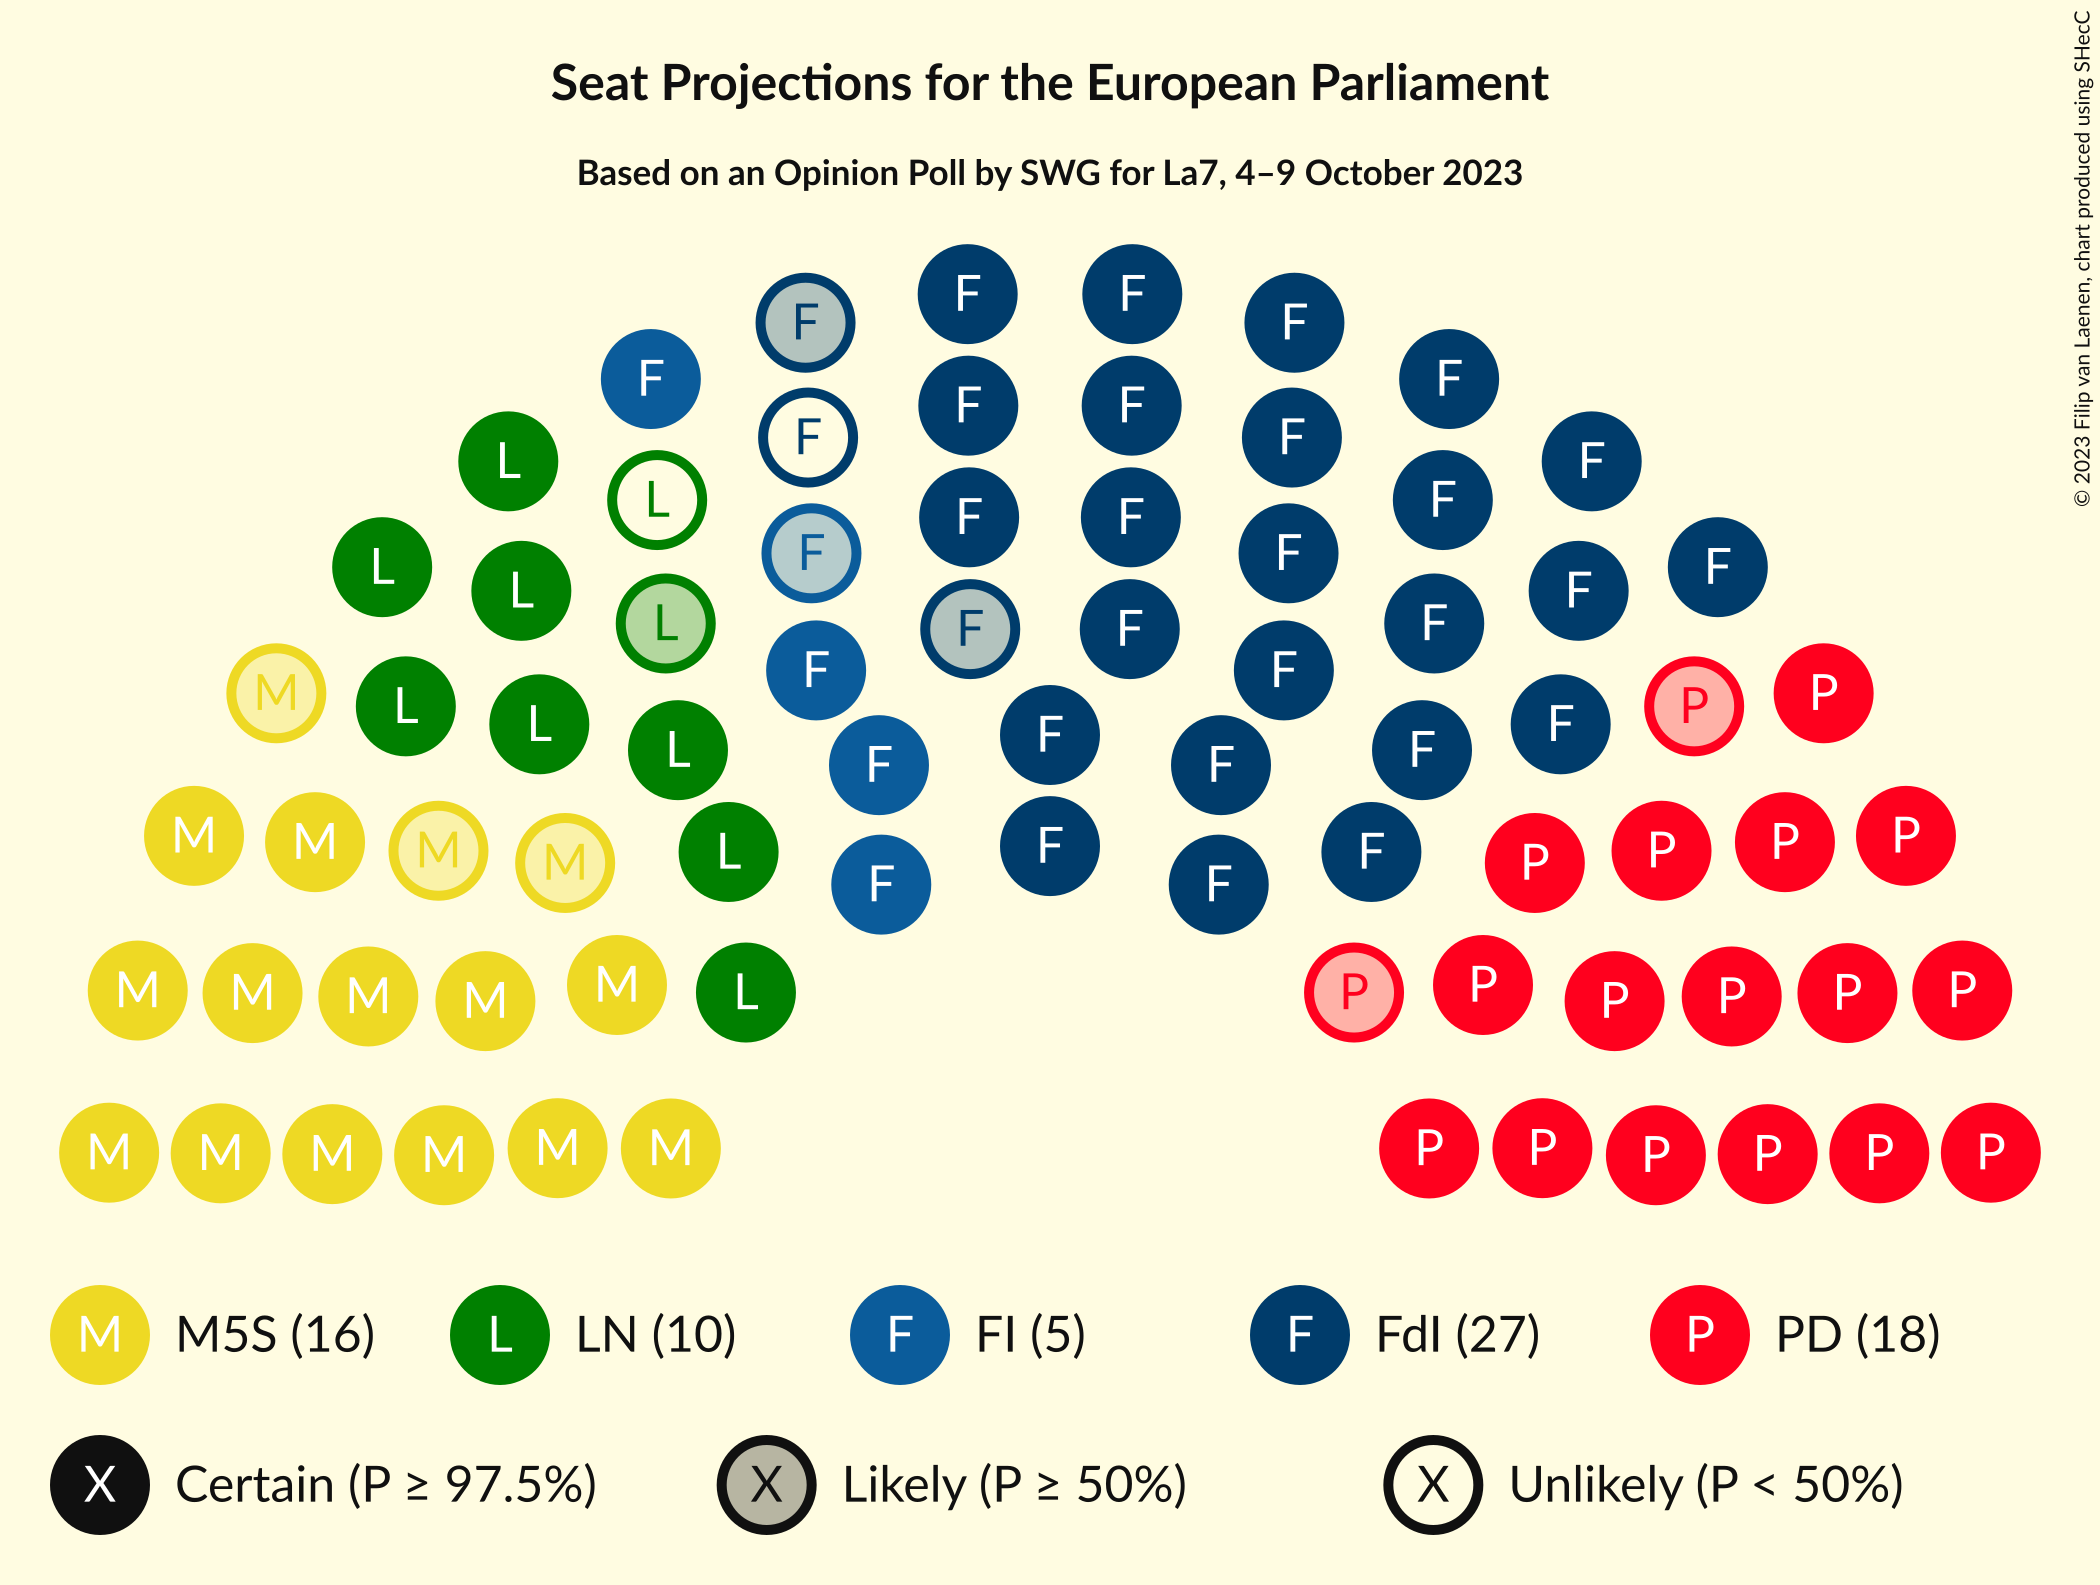 Seat Projections for the European Parliament
Based on an Opinion Poll by SWG for La7, 4–9 October 2023
© 2023 Filip van Laenen, chart produced using SHecC
F F F F
F F
F F F F
L F
L F F
L F F F F F
L L F F
L F F F F
M L L L F F F P P
F F F
M M M M L F F F F P P P P
M M M M M L P P P P P P
M M M M M M P P P P P P
M M5S (16) L LN (10) F FI (5) F FdI (27) P PD (18)
X Certain (P ≥ 97.5%) X Likely (P ≥ 50%) X Unlikely (P < 50%)